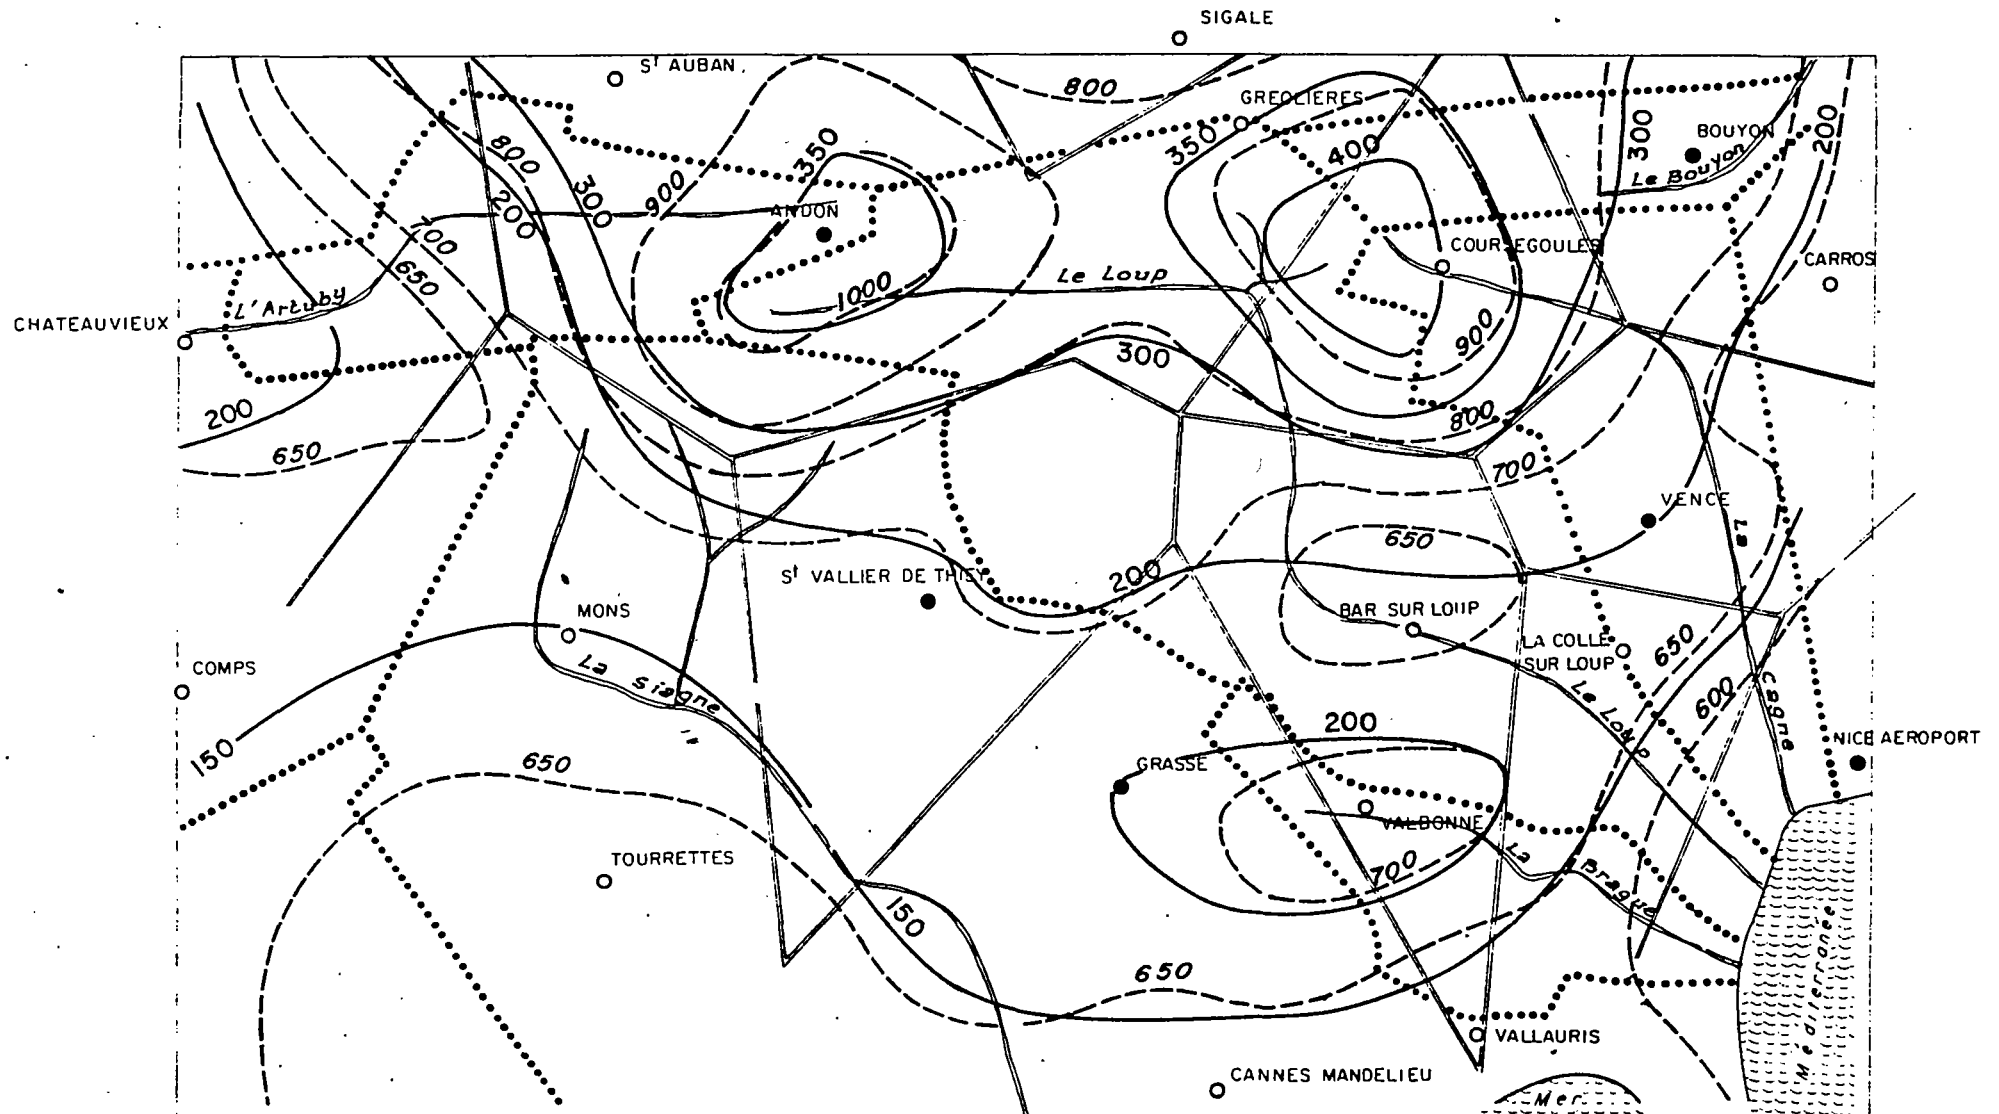 SIGALE
St AUBAN
800
GREOLIERES
350
400
300
BOUYON
Le Bouyon
200
800
200
300
900
350
ANDON
700
650
COURSEGOULES
CARROS
L'Artuby
CHATEAUVIEUX
1000
Le Loup
900
300
200
650
800
700
VENCE
650
La
Cagne
St VALLIER DE THIEY
200
MONS
BAR SUR LOUP
LA COLLE
SUR LOUP
650
COMPS
La Siagne
Le Loup
600
150
200
NICE AEROPORT
650
GRASSE
VALBONNE
La Brague
700
TOURRETTES
150
650
Méditerranée
VALLAURIS
CANNES MANDELIEU
Mer